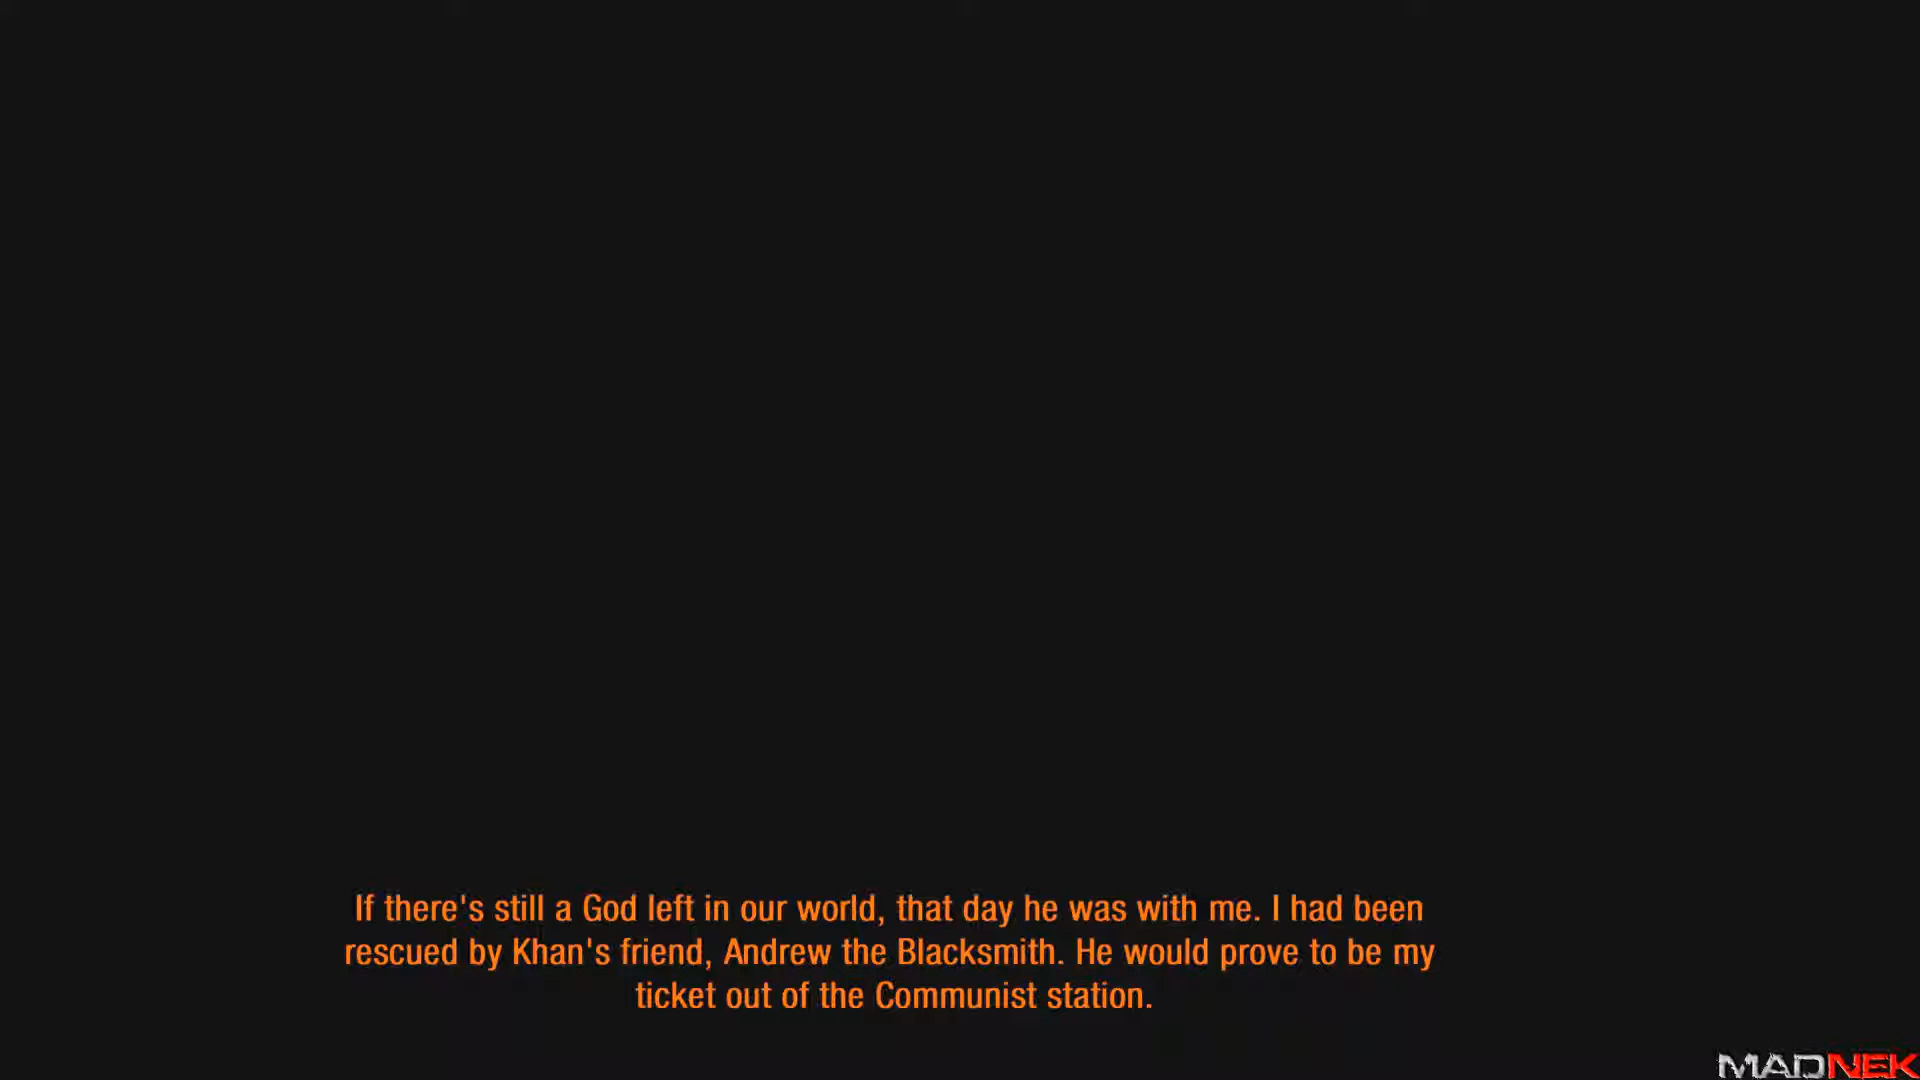 If there's still a God left in our world, that day he was with me. I had been
rescued by Khan's friend, Andrew the Blacksmith. He would prove to be my
ticket out of the Communist station.
MADNEK